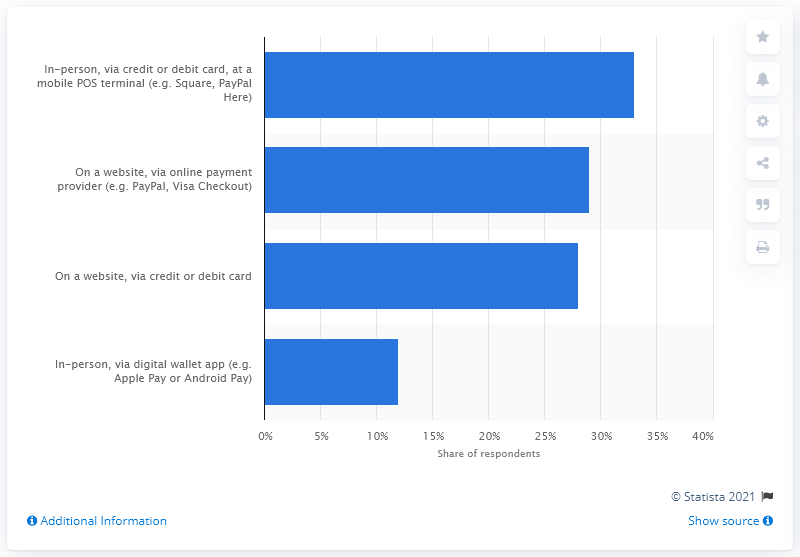 In-person, via credit or debit card, at a
mobile POS terminal (e.g. Square, PayPal
Here)
On a website, via online payment
provider (e.g. PayPal, Visa Checkout)
On a website, via credit or debit card
In-person, via digital wallet app (e.g.
Apple Pay or Android Pay)
0% 5% 10% 15% 20% 25% 30% 35% 40%
Share of respondents
© Statista 2021
Additional Information
Show source